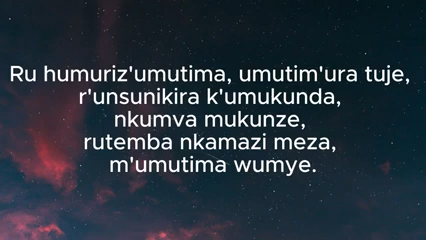 Ru humuriz'umutima, umutim'ura tuje,
r'unsunikira k'umukunda,
nkumva mukunze,
rutemba nkamazi meza,
m'umutima wumye.